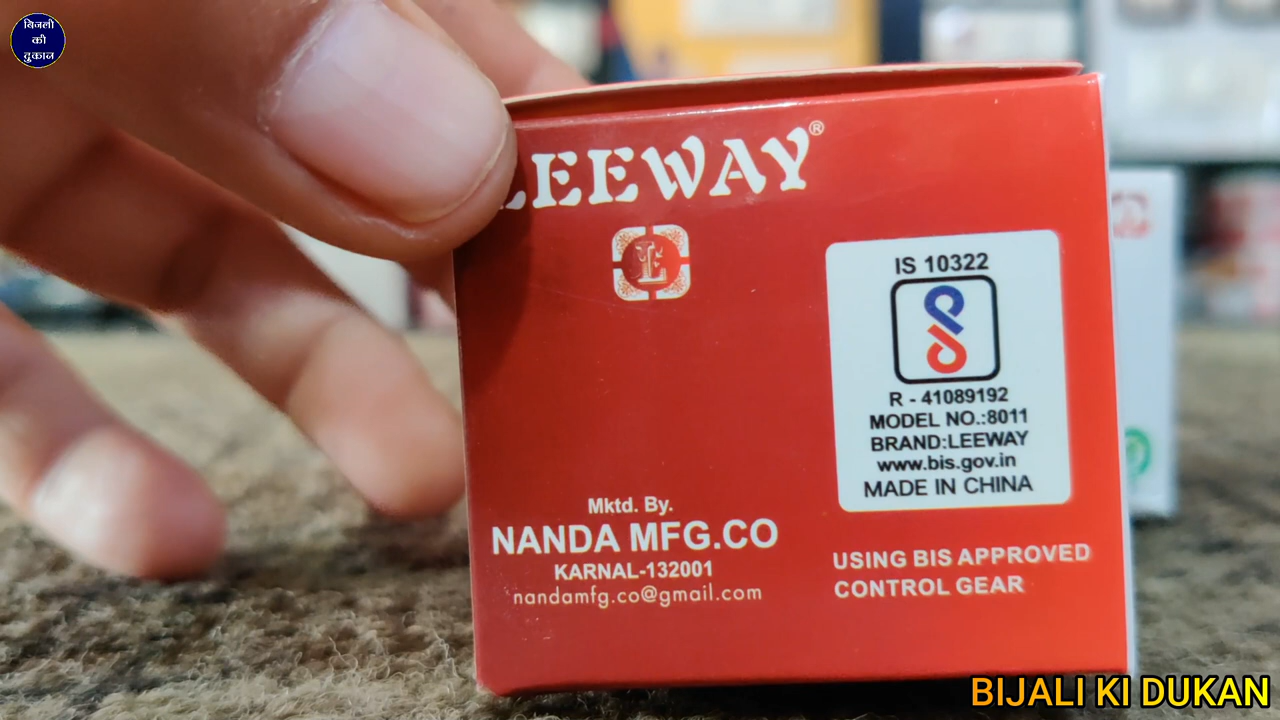 बिजली
की
दुकान
LEEWAY®
LE
IS 10322
R - 41089192
MODEL NO.:8011
BRAND:LEEWAY
www.bis.gov.in
MADE IN CHINA
Mktd. By.
NANDA MFG.CO
KARNAL-132001
nandamfg.co@gmail.com
USING BIS APPROVED
CONTROL GEAR
BIJALI KI DUKAN